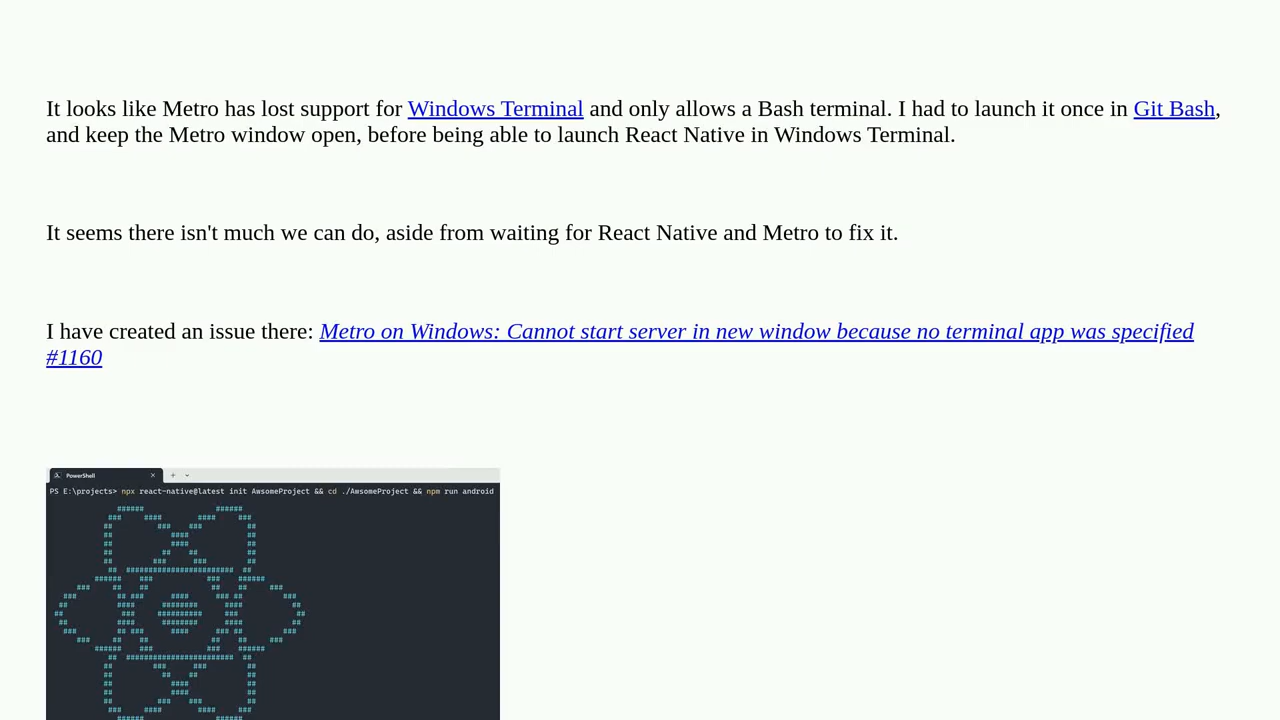 It looks like Metro has lost support for Windows Terminal and only allows a Bash terminal. I had to launch it once in Git Bash,
and keep the Metro window open, before being able to launch React Native in Windows Terminal.
It seems there isn't much we can do, aside from waiting for React Native and Metro to fix it.
I have created an issue there: Metro on Windows: Cannot start server in new window because no terminal app was specified
#1160
PowerShell
PS E:\projects> npx react-native@latest init AwsomeProject && cd ./AwsomeProject && npm run android